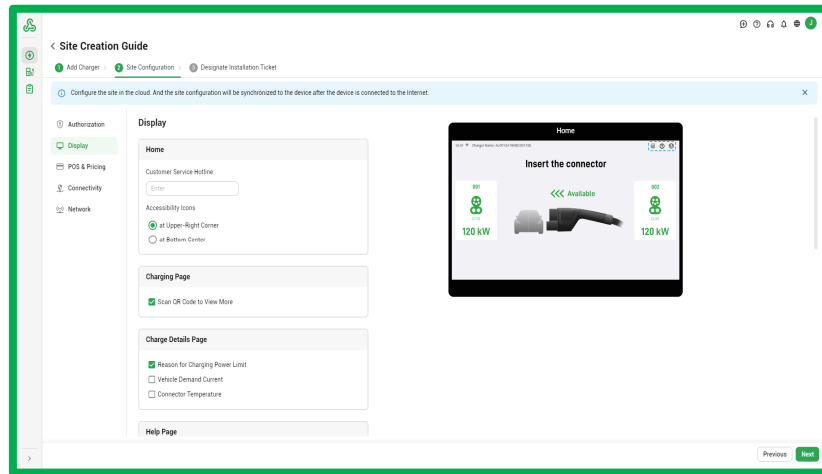 J
Site Creation Guide
1 Add Charger
2 Site Configuration
3 Designate Installation Ticket
Configure the site in the cloud. And the site configuration will be synchronized to the device after the device is connected to the Internet.
Authorization
Display
POS & Pricing
Connectivity
Network
Display
Home
Customer Service Hotline
Enter
Accessibility Icons
at Upper-Right Corner
at Bottom Center
Charging Page
Scan QR Code to View More
Charge Details Page
Reason for Charging Power Limit
Vehicle Demand Current
Connector Temperature
Help Page
Home
Charger Name:
Insert the connector
001
Available
002
120 kW
120 kW
Previous
Next